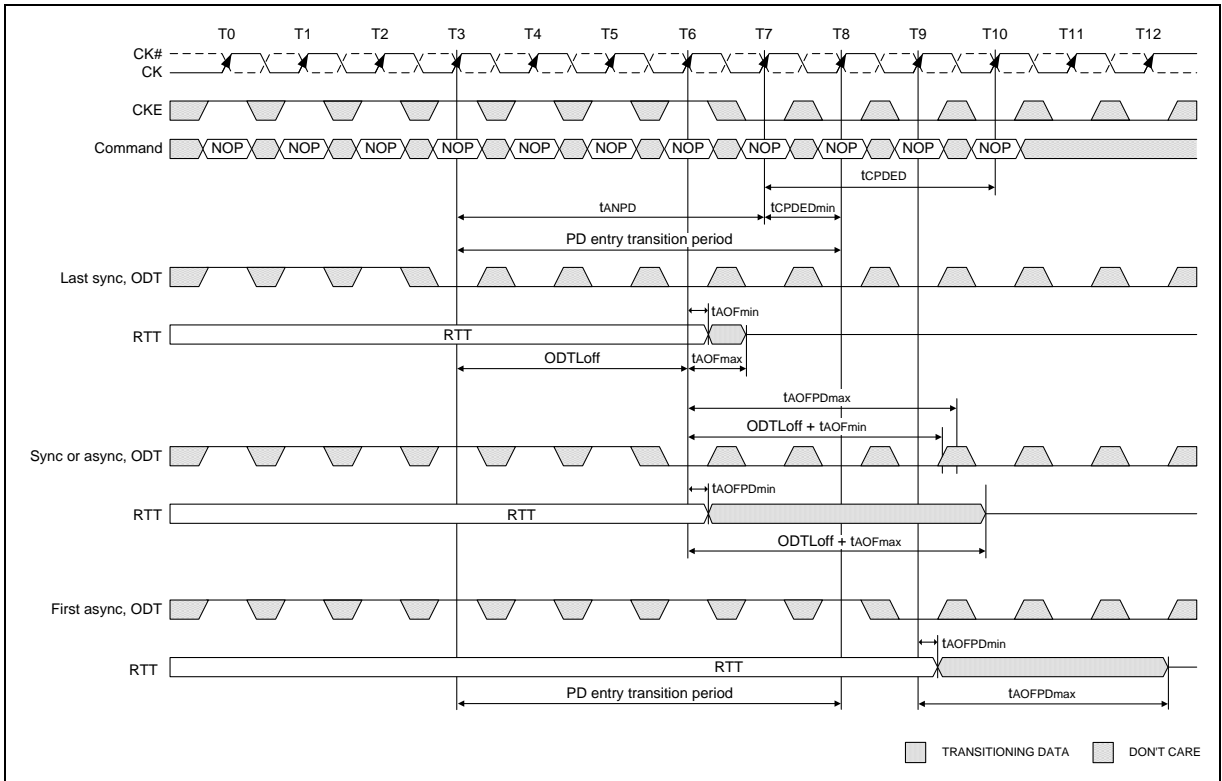 T0 T1 T2 T3 T4 T5 T6 T7 T8 T9 T10 T11 T12
CK#
CK
CKE
Command NOP NOP NOP NOP NOP NOP NOP NOP NOP NOP NOP
tCPDED
tANPD tCPDEDmin
PD entry transition period
Last sync, ODT
tAOFmin
RTT RTT
ODTLoff tAOFmax
tAOFPDmax
ODTLoff + tAOFmin
Sync or async, ODT
tAOFPDmin
RTT RTT
ODTLoff + tAOFmax
First async, ODT
tAOFPDmin
RTT RTT
PD entry transition period tAOFPDmax
TRANSITIONING DATA DON'T CARE